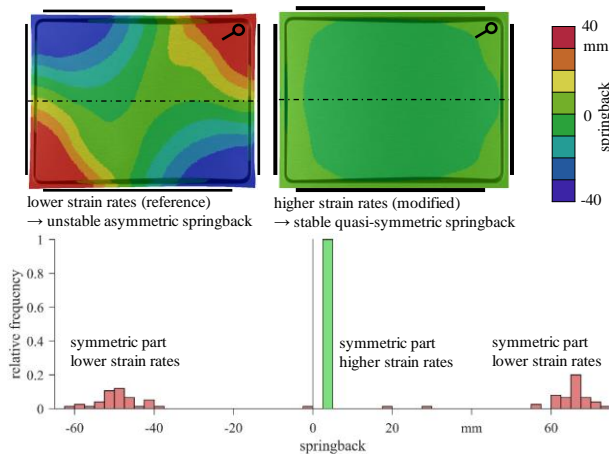 40
mm
0
-40
springback
lower strain rates (reference)
→ unstable asymmetric springback
higher strain rates (modified)
→ stable quasi-symmetric springback
relative frequency
1
0.8
0.6
0.4
0.2
0
symmetric part
lower strain rates
symmetric part
higher strain rates
symmetric part
lower strain rates
-60
-40
-20
0
20
mm
60
springback